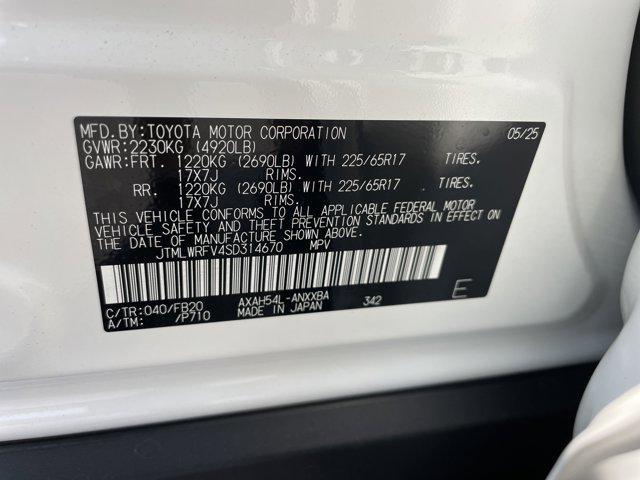 MFD.BY:TOYOTA MOTOR CORPORATION 05/25
GVWR:2230KG (4920LB)
GAWR:FRT. 1220KG (2690LB) WITH 225/65R17 TIRES.
17X7J RIMS.
RR. 1220KG (2690LB) WITH 225/65R17 TIRES.
17X7J RIMS.
THIS VEHICLE CONFORMS TO ALL APPLICABLE FEDERAL MOTOR
VEHICLE SAFETY AND THEFT PREVENTION STANDARDS IN EFFECT ON
THE DATE OF MANUFACTURE SHOWN ABOVE.
JTMLWRFV4SD314670 MPV
C/TR:040/FB20 AXAH54L-ANXXBA 342 E
A/TM: /P710 MADE IN JAPAN